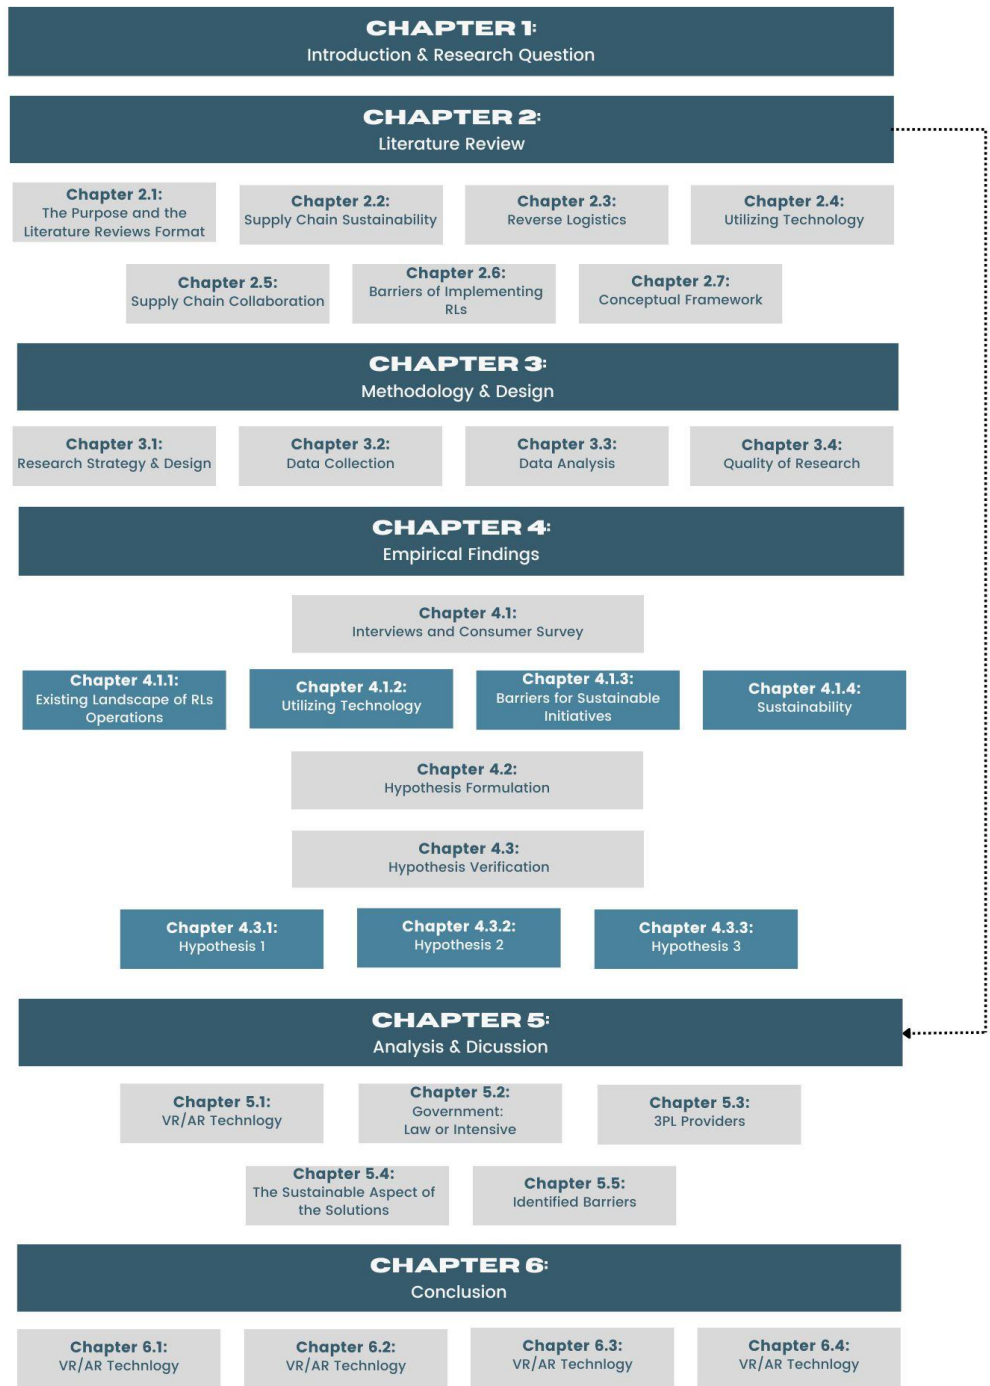 CHAPTER 1:
Introduction & Research Question
CHAPTER 2:
Literature Review
Chapter 2.1:
The Purpose and the
Literature Reviews Format
Chapter 2.2:
Supply Chain Sustainability
Chapter 2.3:
Reverse Logistics
Chapter 2.4:
Utilizing Technology
Chapter 2.5:
Supply Chain Collaboration
Chapter 2.6:
Barriers of Implementing
RLs
Chapter 2.7:
Conceptual Framework
CHAPTER 3:
Methodology & Design
Chapter 3.1:
Research Strategy & Design
Chapter 3.2:
Data Collection
Chapter 3.3:
Data Analysis
Chapter 3.4:
Quality of Research
CHAPTER 4:
Empirical Findings
Chapter 4.1:
Interviews and Consumer Survey
Chapter 4.1.1:
Existing Landscape of RLs
Operations
Chapter 4.1.2:
Utilizing Technology
Chapter 4.1.3:
Barriers for Sustainable
Initiatives
Chapter 4.1.4:
Sustainability
Chapter 4.2:
Hypothesis Formulation
Chapter 4.3:
Hypothesis Verification
Chapter 4.3.1:
Hypothesis 1
Chapter 4.3.2:
Hypothesis 2
Chapter 4.3.3:
Hypothesis 3
CHAPTER 5:
Analysis & Dicussion
Chapter 5.1:
VR/AR Technlogy
Chapter 5.2:
Government:
Law or Intensive
Chapter 5.3:
3PL Providers
Chapter 5.4:
The Sustainable Aspect of
the Solutions
Chapter 5.5:
Identified Barriers
CHAPTER 6:
Conclusion
Chapter 6.1:
VR/AR Technlogy
Chapter 6.2:
VR/AR Technlogy
Chapter 6.3:
VR/AR Technlogy
Chapter 6.4:
VR/AR Technlogy